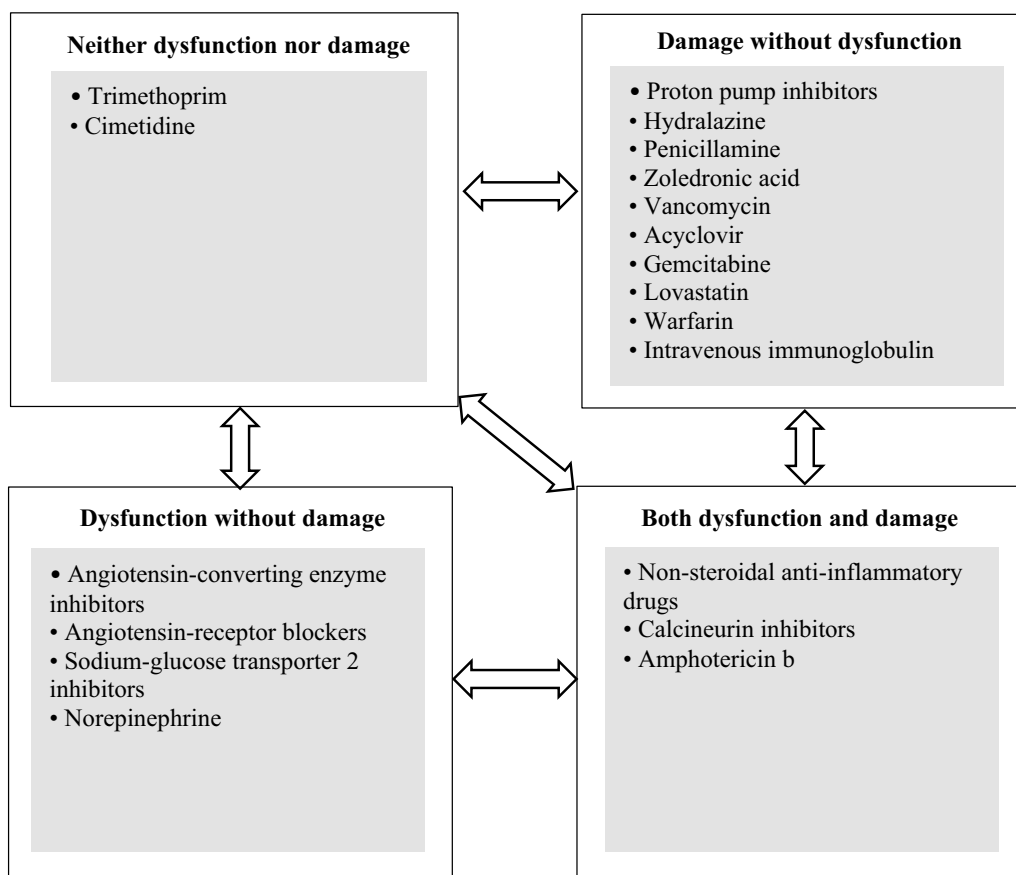 Neither dysfunction nor damage
• Trimethoprim
• Cimetidine
Damage without dysfunction
• Proton pump inhibitors
• Hydralazine
• Penicillamine
• Zoledronic acid
• Vancomycin
• Acyclovir
• Gemcitabine
• Lovastatin
• Warfarin
• Intravenous immunoglobulin
Dysfunction without damage
• Angiotensin-converting enzyme
inhibitors
• Angiotensin-receptor blockers
• Sodium-glucose transporter 2
inhibitors
• Norepinephrine
Both dysfunction and damage
• Non-steroidal anti-inflammatory
drugs
• Calcineurin inhibitors
• Amphotericin b